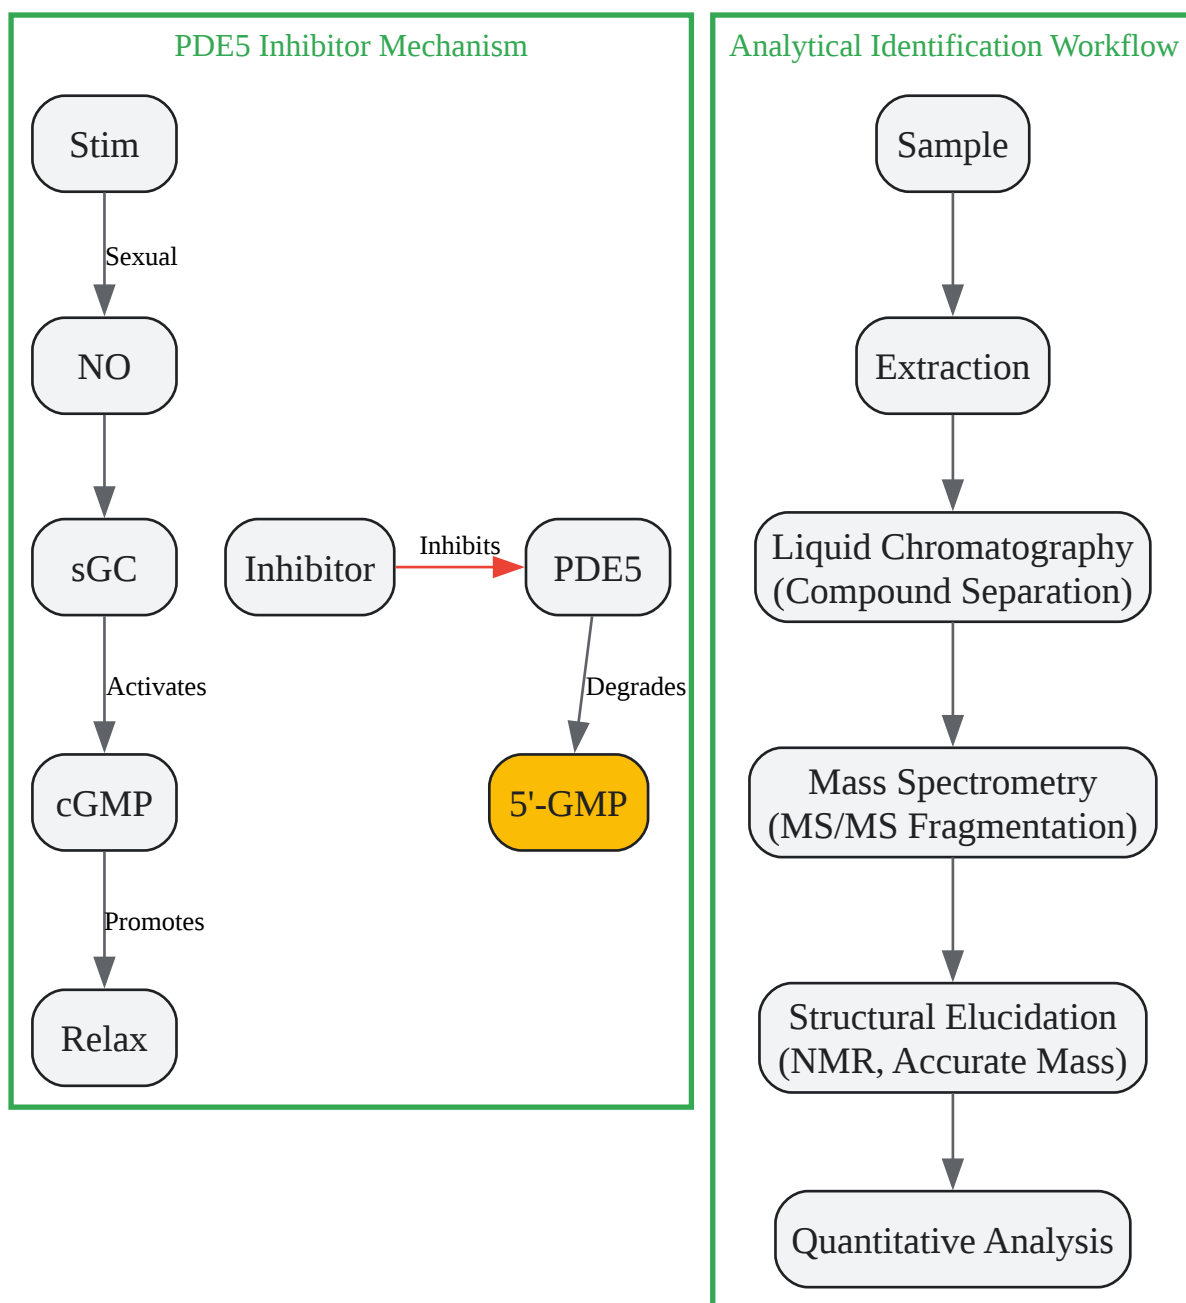 PDE5 Inhibitor Mechanism
Stim
Sexual
NO
sGC
Inhibitor
Inhibits
PDE5
Activates
Degrades
cGMP
5'-GMP
Promotes
Relax
Analytical Identification Workflow
Sample
Extraction
Liquid Chromatography
(Compound Separation)
Mass Spectrometry
(MS/MS Fragmentation)
Structural Elucidation
(NMR, Accurate Mass)
Quantitative Analysis